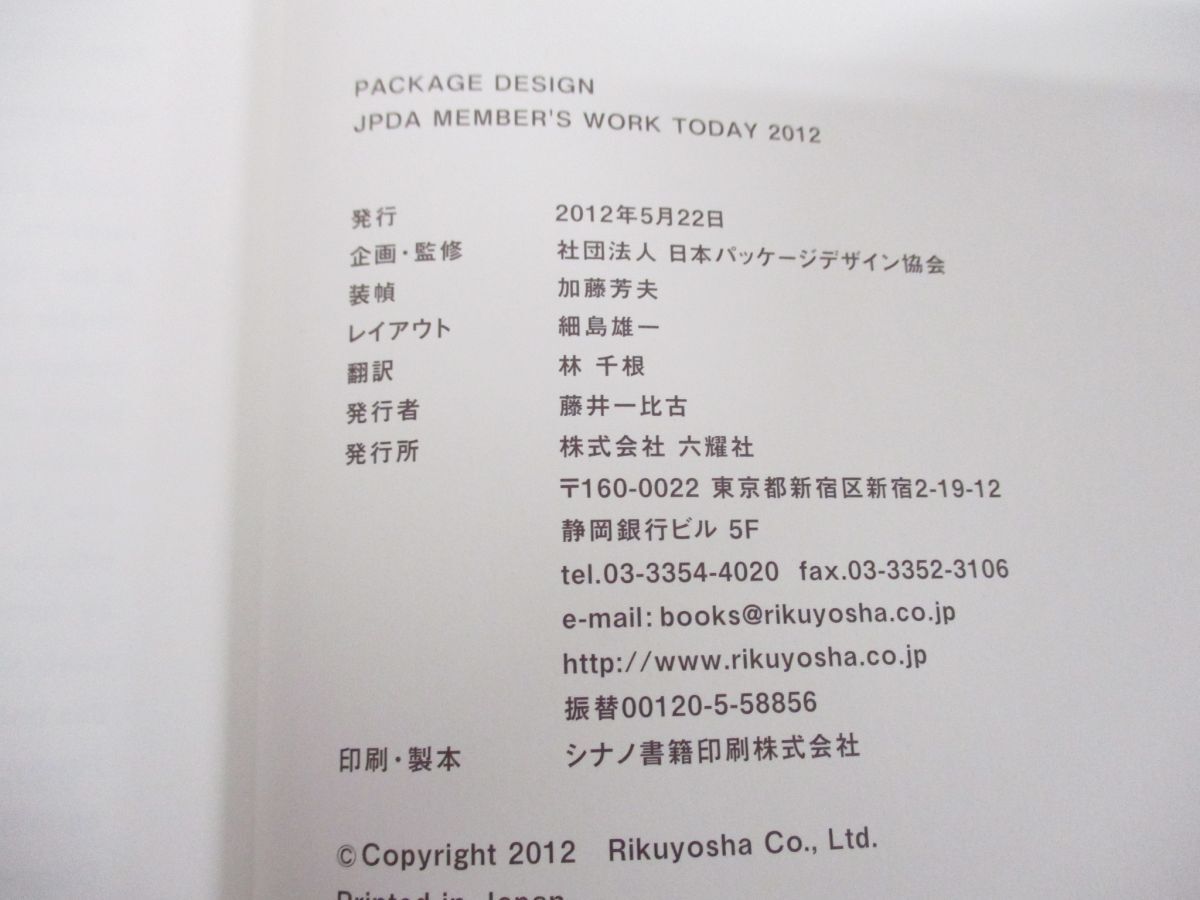 PACKAGE DESIGN
JPDA MEMBER'S WORK TODAY 2012
発行 2012年5月22日
企画・監修 社団法人 日本パッケージデザイン協会
装幀 加藤芳夫
レイアウト 細島雄一
翻訳 林 千根
発行者 藤井一比古
発行所 株式会社 六耀社
〒160-0022 東京都新宿区新宿2-19-12
静岡銀行ビル 5F
tel.03-3354-4020 fax.03-3352-3106
e-mail: books@rikuyosha.co.jp
http://www.rikuyosha.co.jp
振替00120-5-58856
印刷・製本 シナノ書籍印刷株式会社
©Copyright 2012 Rikuyosha Co., Ltd.
Printed in Japan